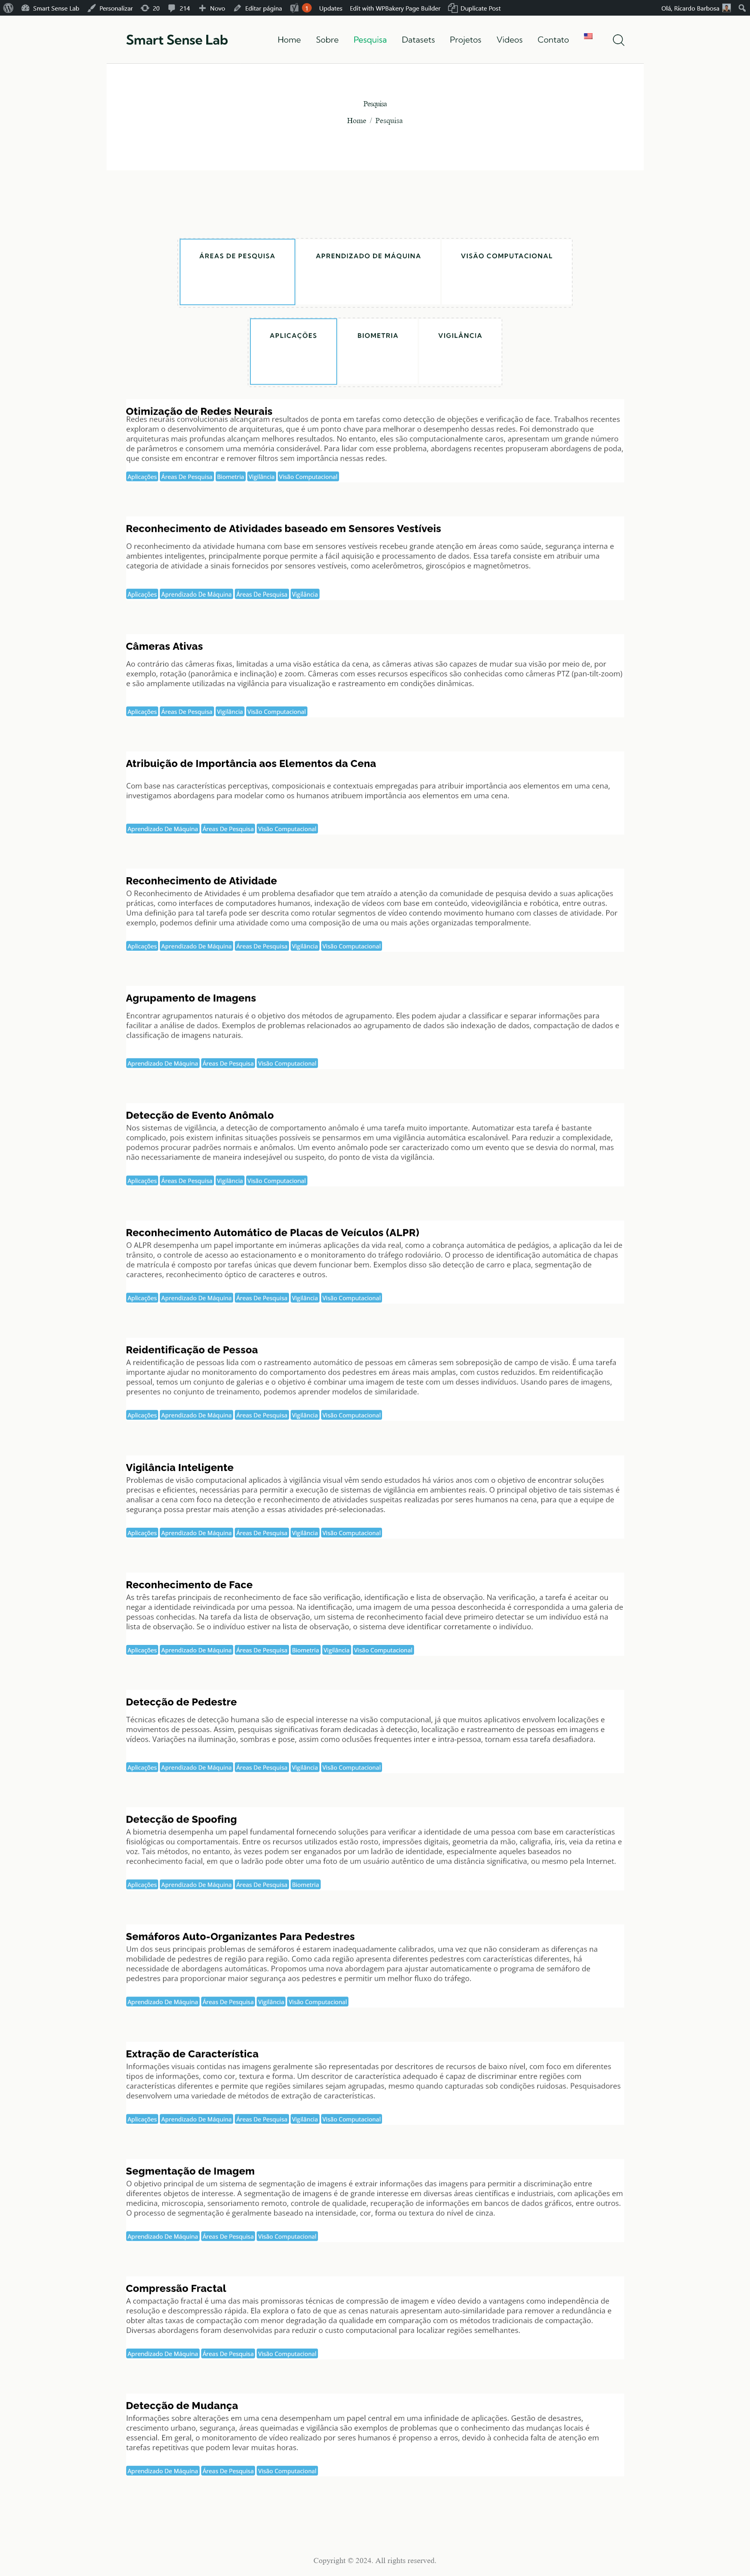 Smart Sense Lab Personalizar 20 214 Novo Editar página 1 Updates Edit with WPBakery Page Builder Duplicate Post Olá, Ricardo Barbosa
Smart Sense Lab Home Sobre Pesquisa Datasets Projetos Videos Contato
Pesquisa
Home / Pesquisa
ÁREAS DE PESQUISA APRENDIZADO DE MÁQUINA VISÃO COMPUTACIONAL
APLICAÇÕES BIOMETRIA VIGILÂNCIA
Otimização de Redes Neurais
Redes neurais convolucionais alcançaram resultados de ponta em tarefas como detecção de objeções e verificação de face. Trabalhos recentes
exploram o desenvolvimento de arquiteturas, que é um ponto chave para melhorar o desempenho dessas redes. Foi demonstrado que
arquiteturas mais profundas alcançam melhores resultados. No entanto, eles são computacionalmente caros, apresentam um grande número
de parâmetros e consomem uma memória considerável. Para lidar com esse problema, abordagens recentes propuseram abordagens de poda,
que consiste em encontrar e remover filtros sem importância nessas redes.
Aplicações Áreas De Pesquisa Biometria Vigilância Visão Computacional
Reconhecimento de Atividades baseado em Sensores Vestíveis
O reconhecimento da atividade humana com base em sensores vestíveis recebeu grande atenção em áreas como saúde, segurança interna e
ambientes inteligentes, principalmente porque permite a fácil aquisição e processamento de dados. Essa tarefa consiste em atribuir uma
categoria de atividade a sinais fornecidos por sensores vestíveis, como acelerômetros, giroscópios e magnetômetros.
Aplicações Aprendizado De Máquina Áreas De Pesquisa Vigilância
Câmeras Ativas
Ao contrário das câmeras fixas, limitadas a uma visão estática da cena, as câmeras ativas são capazes de mudar sua visão por meio de, por
exemplo, rotação (panorâmica e inclinação) e zoom. Câmeras com esses recursos específicos são conhecidas como câmeras PTZ (pan-tilt-zoom)
e são amplamente utilizadas na vigilância para visualização e rastreamento em condições dinâmicas.
Aplicações Áreas De Pesquisa Vigilância Visão Computacional
Atribuição de Importância aos Elementos da Cena
Com base nas características perceptivas, composicionais e contextuais empregadas para atribuir importância aos elementos em uma cena,
investigamos abordagens para modelar como os humanos atribuem importância aos elementos em uma cena.
Aprendizado De Máquina Áreas De Pesquisa Visão Computacional
Reconhecimento de Atividade
O Reconhecimento de Atividades é um problema desafiador que tem atraído a atenção da comunidade de pesquisa devido a suas aplicações
práticas, como interfaces de computadores humanos, indexação de vídeos com base em conteúdo, videovigilância e robótica, entre outras.
Uma definição para tal tarefa pode ser descrita como rotular segmentos de vídeo contendo movimento humano com classes de atividade. Por
exemplo, podemos definir uma atividade como uma composição de uma ou mais ações organizadas temporalmente.
Aplicações Aprendizado De Máquina Áreas De Pesquisa Vigilância Visão Computacional
Agrupamento de Imagens
Encontrar agrupamentos naturais é o objetivo dos métodos de agrupamento. Eles podem ajudar a classificar e separar informações para
facilitar a análise de dados. Exemplos de problemas relacionados ao agrupamento de dados são indexação de dados, compactação de dados e
classificação de imagens naturais.
Aprendizado De Máquina Áreas De Pesquisa Visão Computacional
Detecção de Evento Anômalo
Nos sistemas de vigilância, a detecção de comportamento anômalo é uma tarefa muito importante. Automatizar esta tarefa é bastante
complicado, pois existem infinitas situações possíveis se pensarmos em uma vigilância automática escalonável. Para reduzir a complexidade,
podemos procurar padrões normais e anômalos. Um evento anômalo pode ser caracterizado como um evento que se desvia do normal, mas
não necessariamente de maneira indesejável ou suspeito, do ponto de vista da vigilância.
Aplicações Áreas De Pesquisa Vigilância Visão Computacional
Reconhecimento Automático de Placas de Veículos (ALPR)
O ALPR desempenha um papel importante em inúmeras aplicações da vida real, como a cobrança automática de pedágios, a aplicação da lei de
trânsito, o controle de acesso ao estacionamento e o monitoramento do tráfego rodoviário. O processo de identificação automática de chapas
de matrícula é composto por tarefas únicas que devem funcionar bem. Exemplos disso são detecção de carro e placa, segmentação de
caracteres, reconhecimento óptico de caracteres e outros.
Aplicações Aprendizado De Máquina Áreas De Pesquisa Vigilância Visão Computacional
Reidentificação de Pessoa
A reidentificação de pessoas lida com o rastreamento automático de pessoas em câmeras sem sobreposição de campo de visão. É uma tarefa
importante ajudar no monitoramento do comportamento dos pedestres em áreas mais amplas, com custos reduzidos. Em reidentificação
pessoal, temos um conjunto de galerias e o objetivo é combinar uma imagem de teste com um desses indivíduos. Usando pares de imagens,
presentes no conjunto de treinamento, podemos aprender modelos de similaridade.
Aplicações Aprendizado De Máquina Áreas De Pesquisa Vigilância Visão Computacional
Vigilância Inteligente
Problemas de visão computacional aplicados à vigilância visual vêm sendo estudados há vários anos com o objetivo de encontrar soluções
precisas e eficientes, necessárias para permitir a execução de sistemas de vigilância em ambientes reais. O principal objetivo de tais sistemas é
analisar a cena com foco na detecção e reconhecimento de atividades suspeitas realizadas por seres humanos na cena, para que a equipe de
segurança possa prestar mais atenção a essas atividades pré-selecionadas.
Aplicações Aprendizado De Máquina Áreas De Pesquisa Vigilância Visão Computacional
Reconhecimento de Face
As três tarefas principais de reconhecimento de face são verificação, identificação e lista de observação. Na verificação, a tarefa é aceitar ou
negar a identidade reivindicada por uma pessoa. Na identificação, uma imagem de uma pessoa desconhecida é correspondida a uma galeria de
pessoas conhecidas. Na tarefa da lista de observação, um sistema de reconhecimento facial deve primeiro detectar se um indivíduo está na
lista de observação. Se o indivíduo estiver na lista de observação, o sistema deve identificar corretamente o indivíduo.
Aplicações Aprendizado De Máquina Áreas De Pesquisa Biometria Vigilância Visão Computacional
Detecção de Pedestre
Técnicas eficazes de detecção humana são de especial interesse na visão computacional, já que muitos aplicativos envolvem localizações e
movimentos de pessoas. Assim, pesquisas significativas foram dedicadas à detecção, localização e rastreamento de pessoas em imagens e
vídeos. Variações na iluminação, sombras e pose, assim como oclusões frequentes inter e intra-pessoa, tornam essa tarefa desafiadora.
Aplicações Aprendizado De Máquina Áreas De Pesquisa Vigilância Visão Computacional
Detecção de Spoofing
A biometria desempenha um papel fundamental fornecendo soluções para verificar a identidade de uma pessoa com base em características
fisiológicas ou comportamentais. Entre os recursos utilizados estão rosto, impressões digitais, geometria da mão, caligrafia, íris, veia da retina e
voz. Tais métodos, no entanto, às vezes podem ser enganados por um ladrão de identidade, especialmente aqueles baseados no
reconhecimento facial, em que o ladrão pode obter uma foto de um usuário autêntico de uma distância significativa, ou mesmo pela Internet.
Aplicações Aprendizado De Máquina Áreas De Pesquisa Biometria
Semáforos Auto-Organizantes Para Pedestres
Um dos seus principais problemas de semáforos é estarem inadequadamente calibrados, uma vez que não consideram as diferenças na
mobilidade de pedestres de região para região. Como cada região apresenta diferentes pedestres com características diferentes, há
necessidade de abordagens automáticas. Propomos uma nova abordagem para ajustar automaticamente o programa de semáforo de
pedestres para proporcionar maior segurança aos pedestres e permitir um melhor fluxo do tráfego.
Aprendizado De Máquina Áreas De Pesquisa Vigilância Visão Computacional
Extração de Característica
Informações visuais contidas nas imagens geralmente são representadas por descritores de recursos de baixo nível, com foco em diferentes
tipos de informações, como cor, textura e forma. Um descritor de característica adequado é capaz de discriminar entre regiões com
características diferentes e permite que regiões similares sejam agrupadas, mesmo quando capturadas sob condições ruidosas. Pesquisadores
desenvolvem uma variedade de métodos de extração de características.
Aplicações Aprendizado De Máquina Áreas De Pesquisa Vigilância Visão Computacional
Segmentação de Imagem
O objetivo principal de um sistema de segmentação de imagens é extrair informações das imagens para permitir a discriminação entre
diferentes objetos de interesse. A segmentação de imagens é de grande interesse em diversas áreas científicas e industriais, com aplicações em
medicina, microscopia, sensoriamento remoto, controle de qualidade, recuperação de informações em bancos de dados gráficos, entre outros.
O processo de segmentação é geralmente baseado na intensidade, cor, forma ou textura do nível de cinza.
Aprendizado De Máquina Áreas De Pesquisa Visão Computacional
Compressão Fractal
A compactação fractal é uma das mais promissoras técnicas de compressão de imagem e vídeo devido a vantagens como independência de
resolução e descompressão rápida. Ela explora o fato de que as cenas naturais apresentam auto-similaridade para remover a redundância e
obter altas taxas de compactação com menor degradação da qualidade em comparação com os métodos tradicionais de compactação.
Diversas abordagens foram desenvolvidas para reduzir o custo computacional para localizar regiões semelhantes.
Aprendizado De Máquina Áreas De Pesquisa Visão Computacional
Detecção de Mudança
Informações sobre alterações em uma cena desempenham um papel central em uma infinidade de aplicações. Gestão de desastres,
crescimento urbano, segurança, áreas queimadas e vigilância são exemplos de problemas que o conhecimento das mudanças locais é
essencial. Em geral, o monitoramento de vídeo realizado por seres humanos é propenso a erros, devido à conhecida falta de atenção em
tarefas repetitivas que podem levar muitas horas.
Aprendizado De Máquina Áreas De Pesquisa Visão Computacional
Copyright © 2024. All rights reserved.